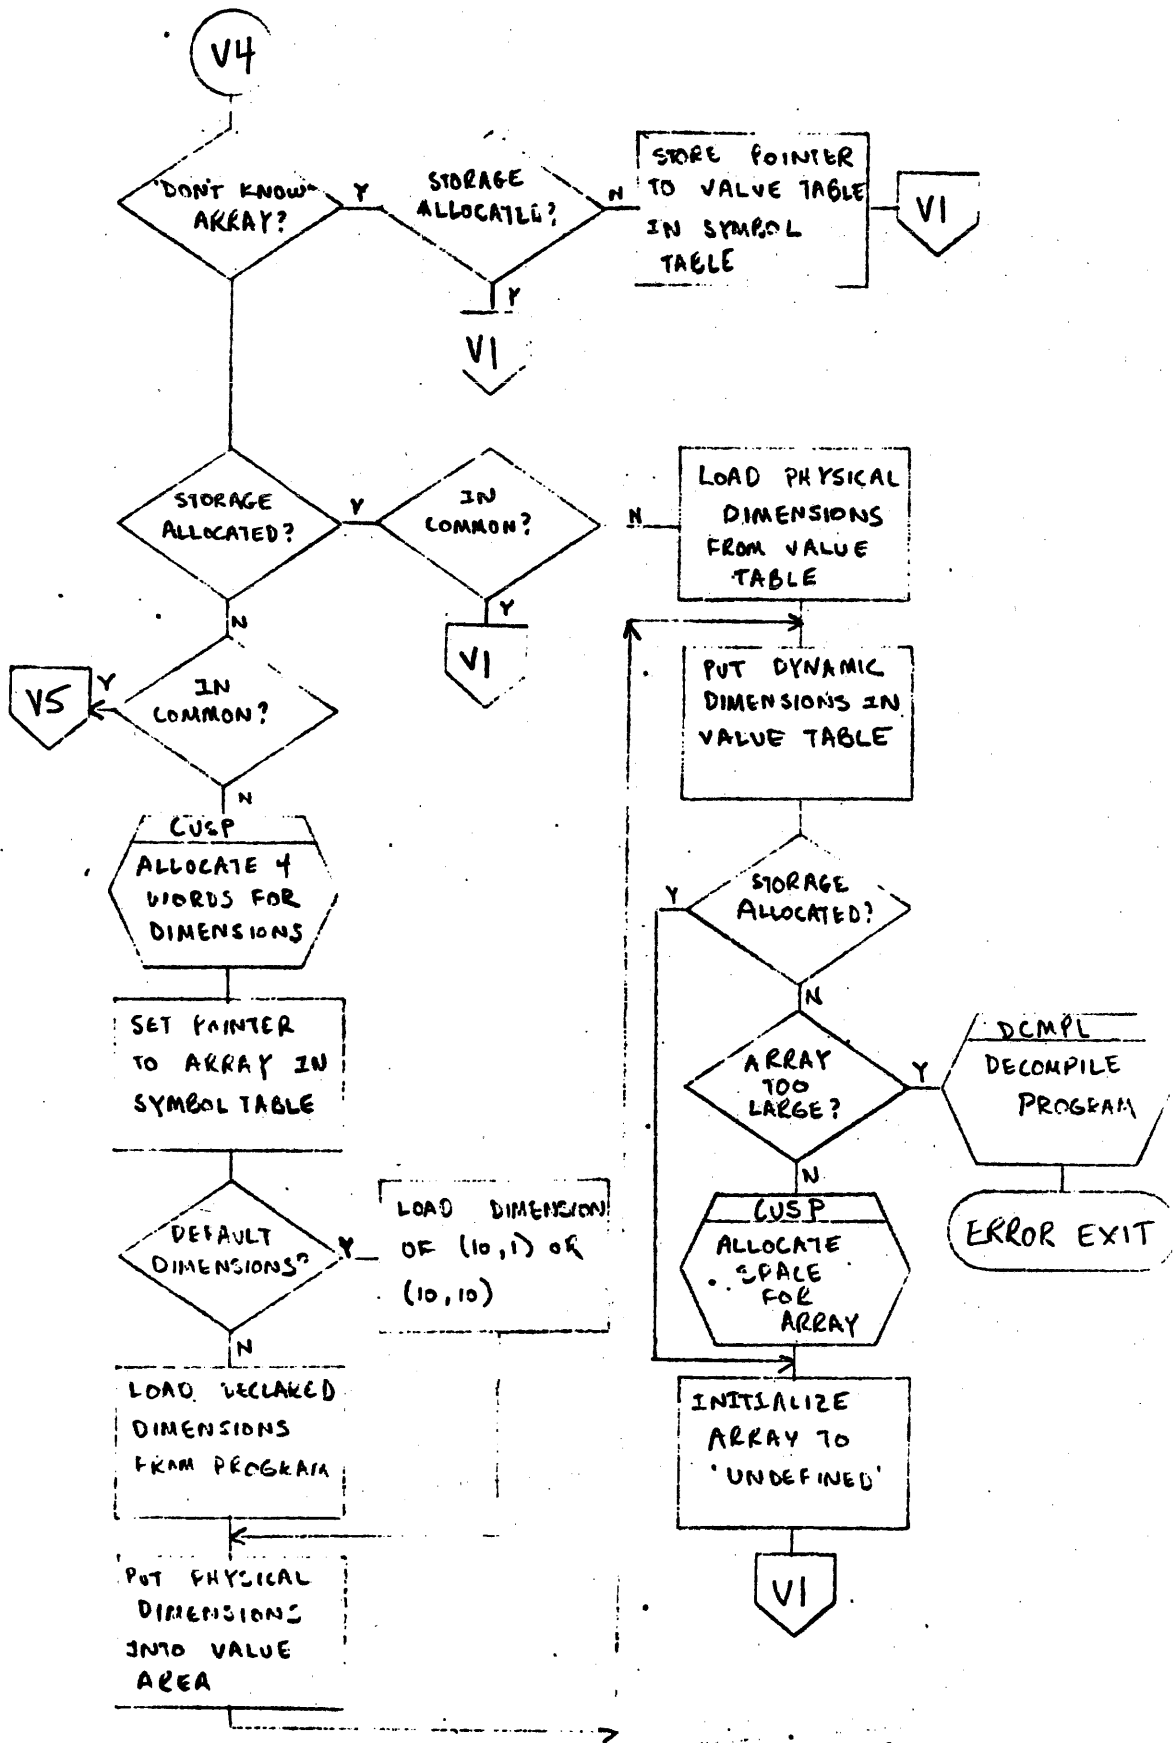 V4
"DON'T KNOW"
ARRAY?
Y
STORAGE
ALLOCATED?
N
STORE POINTER
TO VALUE TABLE
IN SYMBOL
TABLE
V1
Y
V1
STORAGE
ALLOCATED?
Y
IN
COMMON?
N
LOAD PHYSICAL
DIMENSIONS
FROM VALUE
TABLE
N
Y
V1
V5
Y
IN
COMMON?
N
PUT DYNAMIC
DIMENSIONS IN
VALUE TABLE
CUSP
ALLOCATE 4
WORDS FOR
DIMENSIONS
Y
STORAGE
ALLOCATED?
N
SET POINTER
TO ARRAY IN
SYMBOL TABLE
ARRAY
TOO
LARGE?
Y
DCMPL
DECOMPILE
PROGRAM
N
ERROR EXIT
DEFAULT
DIMENSIONS?
Y
LOAD DIMENSION
OF (10,1) OR
(10,10)
N
CUSP
ALLOCATE
SPACE
FOR
ARRAY
LOAD DECLARED
DIMENSIONS
FROM PROGRAM
INITIALIZE
ARRAY TO
'UNDEFINED'
V1
PUT PHYSICAL
DIMENSIONS
INTO VALUE
AREA